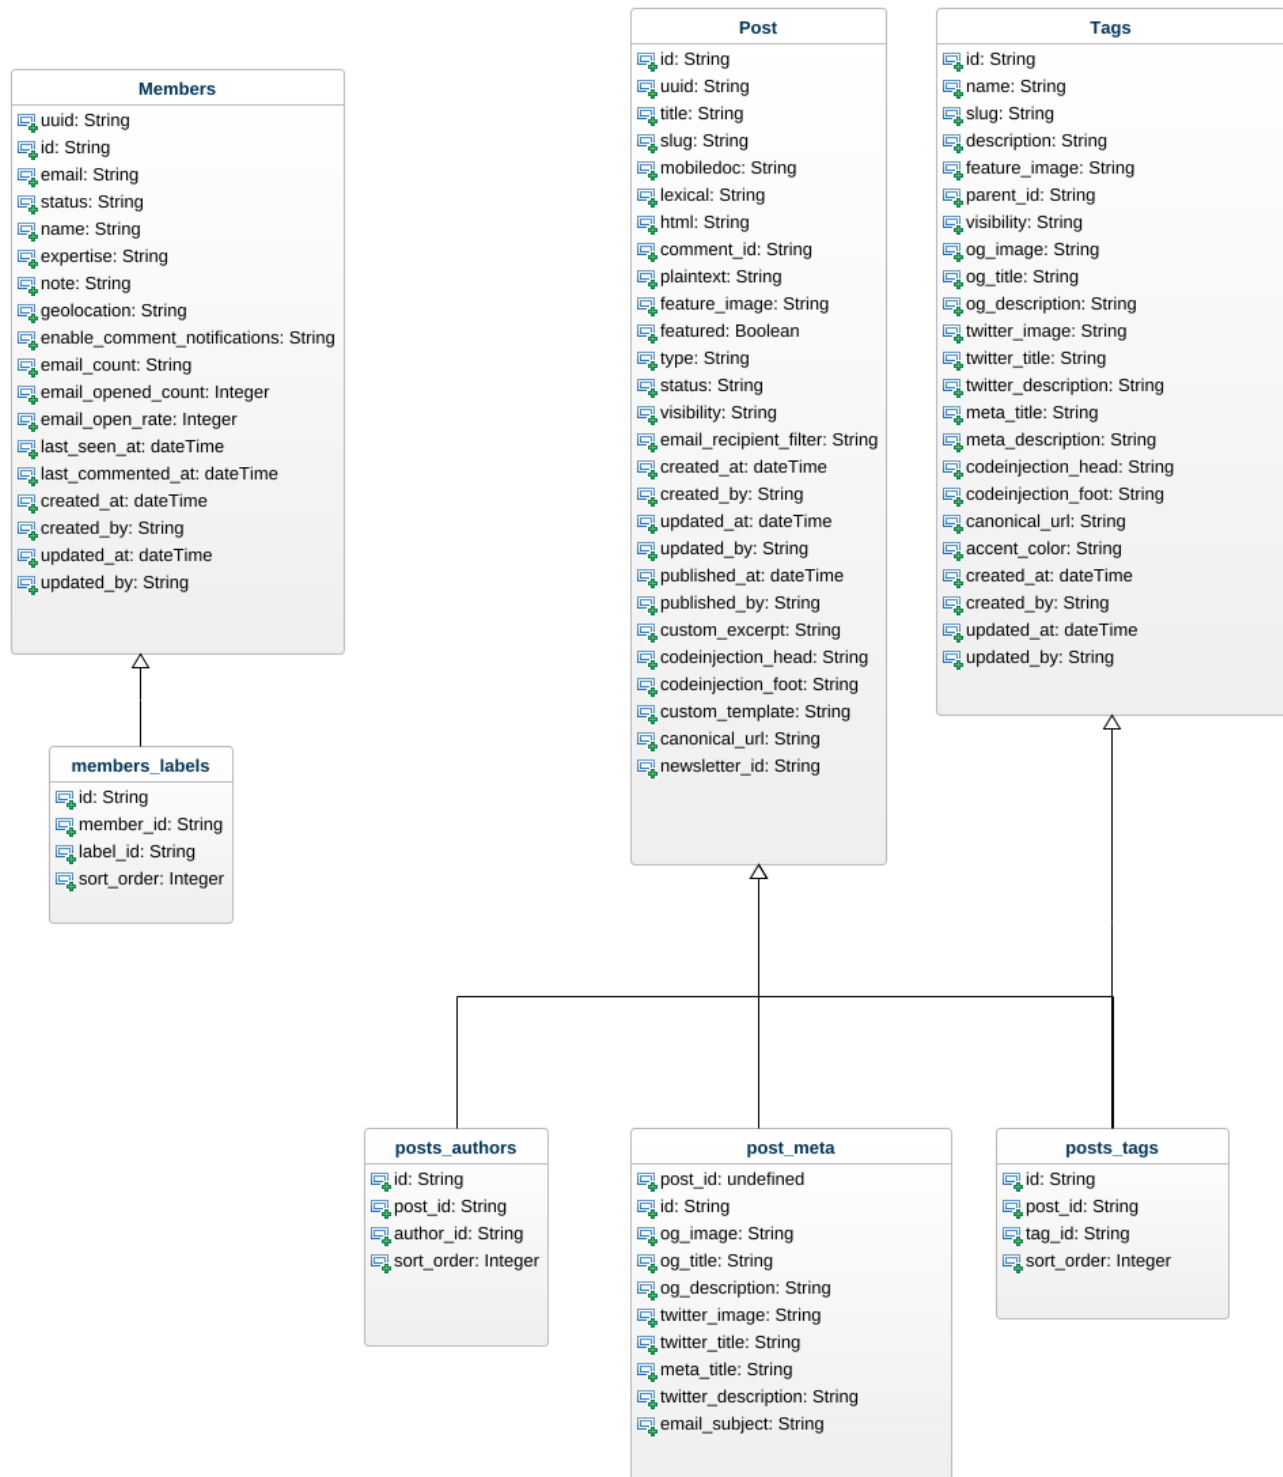 Members
uuid: String
id: String
email: String
status: String
name: String
expertise: String
note: String
geolocation: String
enable_comment_notifications: String
email_count: String
email_opened_count: Integer
email_open_rate: Integer
last_seen_at: dateTime
last_commented_at: dateTime
created_at: dateTime
created_by: String
updated_at: dateTime
updated_by: String
members_labels
id: String
member_id: String
label_id: String
sort_order: Integer
Post
id: String
uuid: String
title: String
slug: String
mobiledoc: String
lexical: String
html: String
comment_id: String
plaintext: String
feature_image: String
featured: Boolean
type: String
status: String
visibility: String
email_recipient_filter: String
created_at: dateTime
created_by: String
updated_at: dateTime
updated_by: String
published_at: dateTime
published_by: String
custom_excerpt: String
codeinjection_head: String
codeinjection_foot: String
custom_template: String
canonical_url: String
newsletter_id: String
Tags
id: String
name: String
slug: String
description: String
feature_image: String
parent_id: String
visibility: String
og_image: String
og_title: String
og_description: String
twitter_image: String
twitter_title: String
twitter_description: String
meta_title: String
meta_description: String
codeinjection_head: String
codeinjection_foot: String
canonical_url: String
accent_color: String
created_at: dateTime
created_by: String
updated_at: dateTime
updated_by: String
posts_authors
id: String
post_id: String
author_id: String
sort_order: Integer
post_meta
post_id: undefined
id: String
og_image: String
og_title: String
og_description: String
twitter_image: String
twitter_title: String
meta_title: String
twitter_description: String
email_subject: String
posts_tags
id: String
post_id: String
tag_id: String
sort_order: Integer